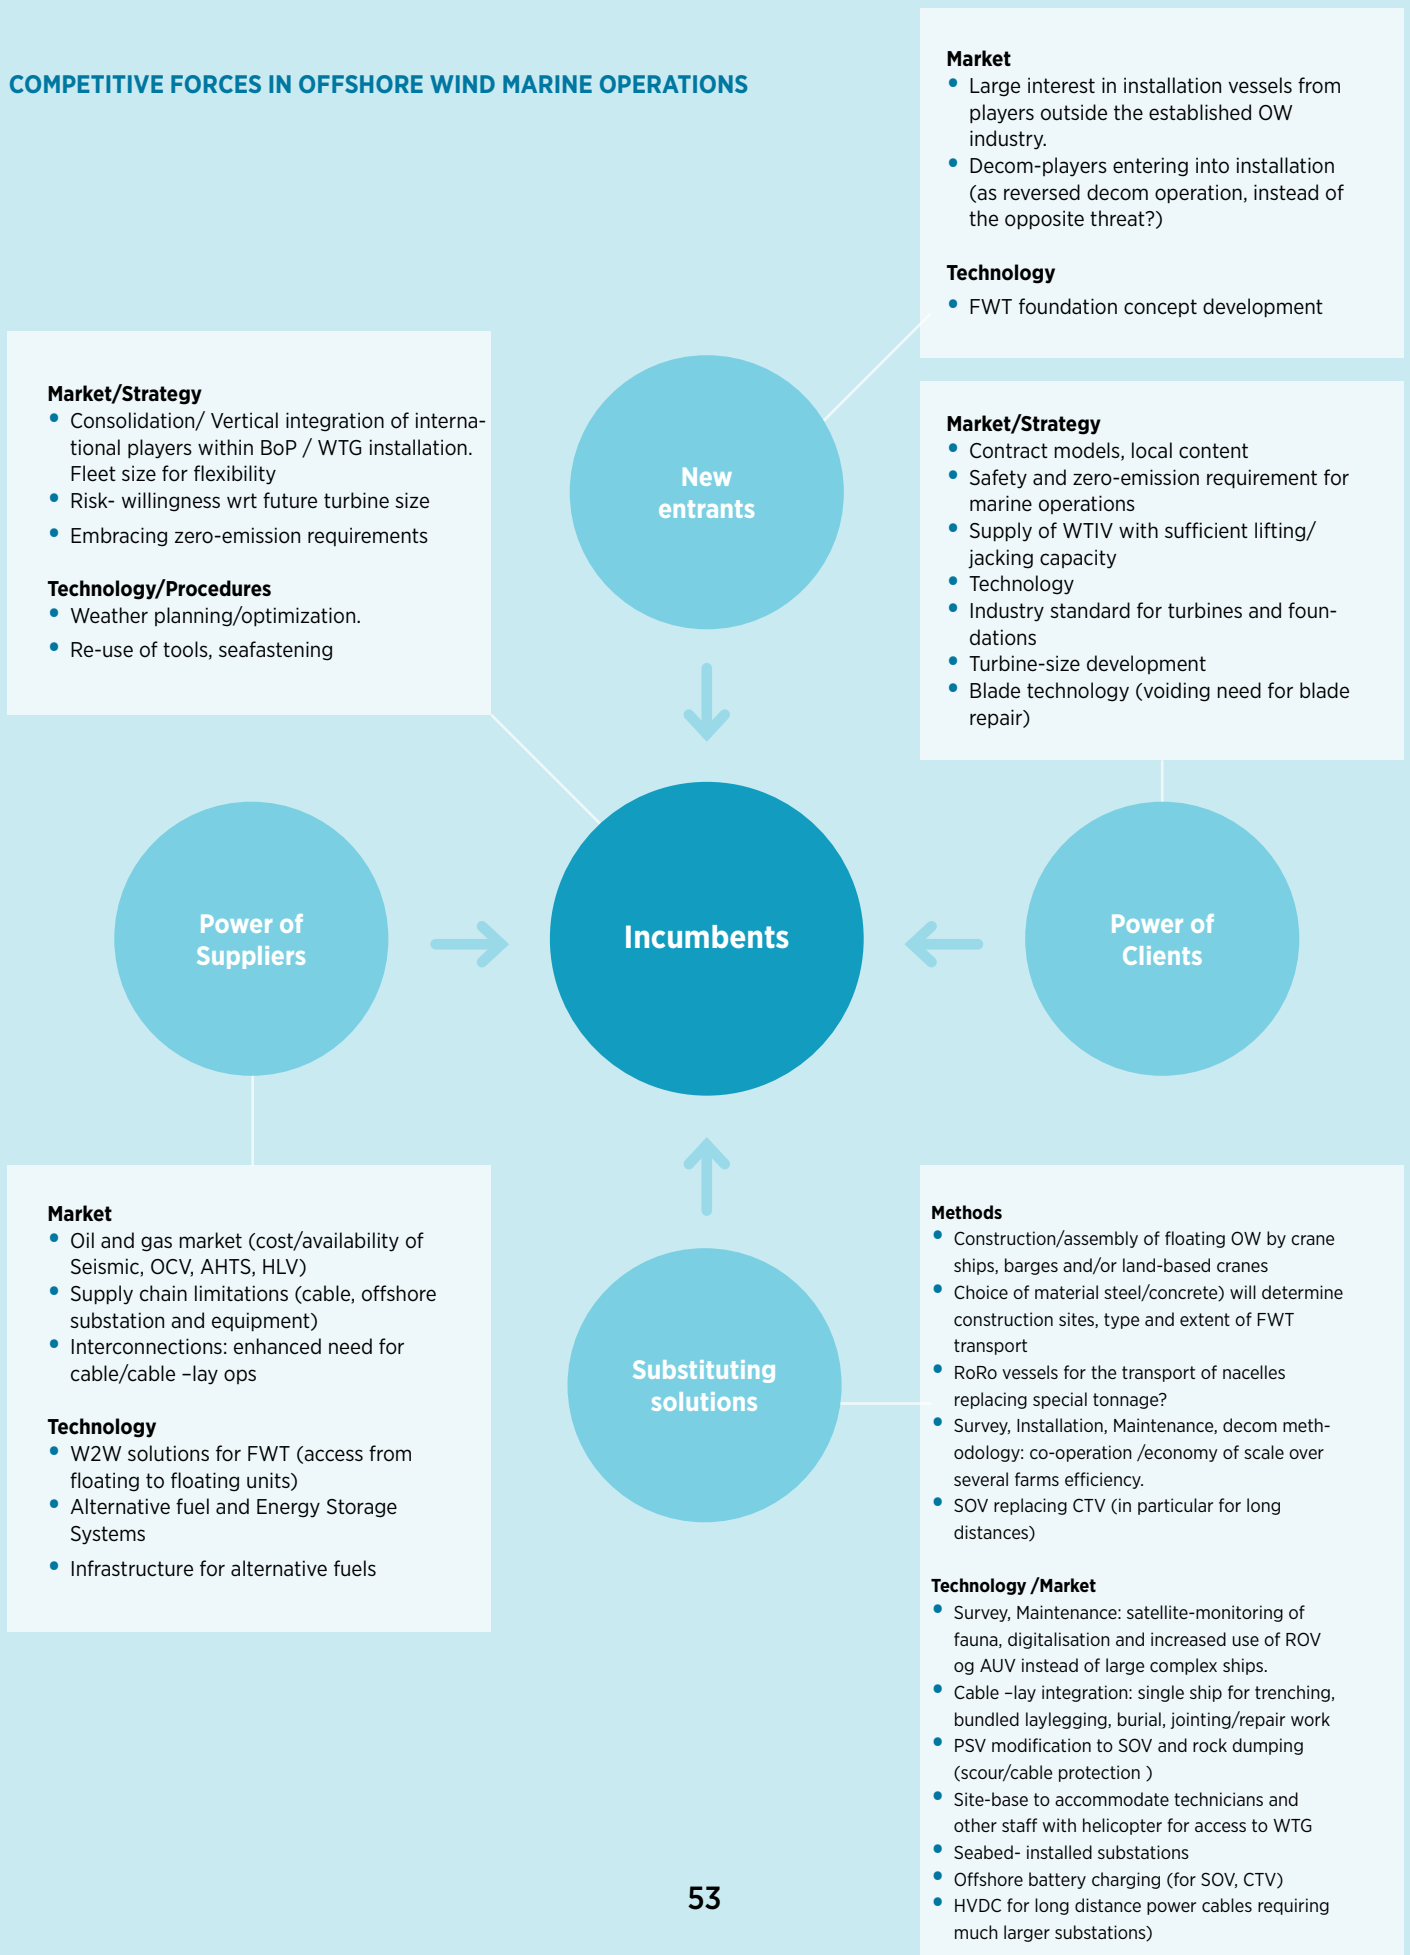 COMPETITIVE FORCES IN OFFSHORE WIND MARINE OPERATIONS
Market
• Large interest in installation vessels from
players outside the established OW
industry.
• Decom-players entering into installation
(as reversed decom operation, instead of
the opposite threat?)
Technology
• FWT foundation concept development
Market/Strategy
• Consolidation/ Vertical integration of interna-
tional players within BoP / WTG installation.
Fleet size for flexibility
• Risk- willingness wrt future turbine size
• Embracing zero-emission requirements
Technology/Procedures
• Weather planning/optimization.
• Re-use of tools, seafastening
New
entrants
Market/Strategy
• Contract models, local content
• Safety and zero-emission requirement for
marine operations
• Supply of WTIV with sufficient lifting/
jacking capacity
• Technology
• Industry standard for turbines and foun-
dations
• Turbine-size development
• Blade technology (voiding need for blade
repair)
Power of
Suppliers
Incumbents
Power of
Clients
Market
• Oil and gas market (cost/availability of
Seismic, OCV, AHTS, HLV)
• Supply chain limitations (cable, offshore
substation and equipment)
• Interconnections: enhanced need for
cable/cable –lay ops
Technology
• W2W solutions for FWT (access from
floating to floating units)
• Alternative fuel and Energy Storage
Systems
• Infrastructure for alternative fuels
Substituting
solutions
Methods
• Construction/assembly of floating OW by crane
ships, barges and/or land-based cranes
• Choice of material steel/concrete) will determine
construction sites, type and extent of FWT
transport
• RoRo vessels for the transport of nacelles
replacing special tonnage?
• Survey, Installation, Maintenance, decom meth-
odology: co-operation /economy of scale over
several farms efficiency.
• SOV replacing CTV (in particular for long
distances)
Technology /Market
• Survey, Maintenance: satellite-monitoring of
fauna, digitalisation and increased use of ROV
og AUV instead of large complex ships.
• Cable –lay integration: single ship for trenching,
bundled laylegging, burial, jointing/repair work
• PSV modification to SOV and rock dumping
(scour/cable protection )
• Site-base to accommodate technicians and
other staff with helicopter for access to WTG
• Seabed- installed substations
• Offshore battery charging (for SOV, CTV)
• HVDC for long distance power cables requiring
much larger substations)
53